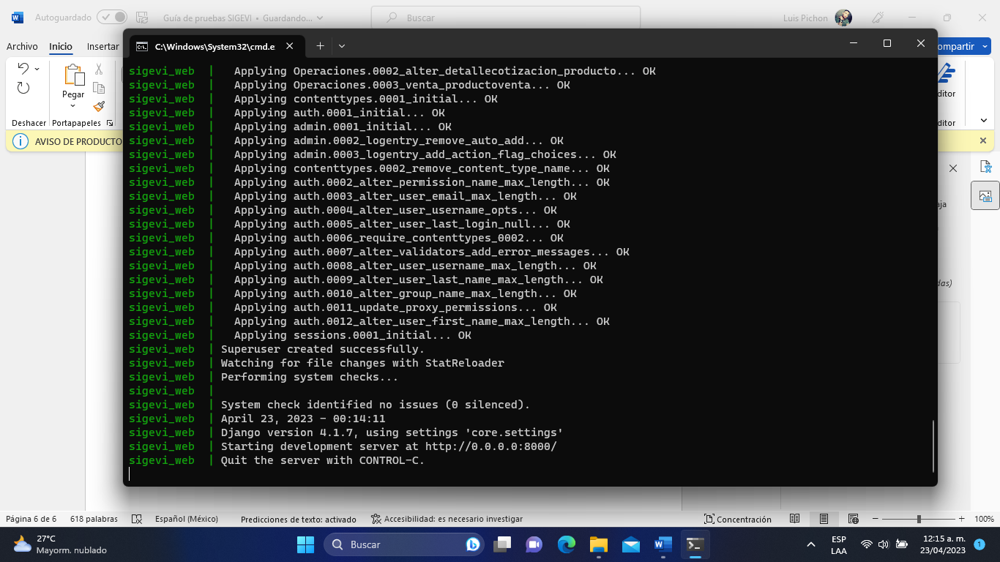 Autoguardado
Guía de pruebas SIGEVI • Guardando...
Buscar
Luis Pichon
Archivo
Inicio
Insertar
ompartir
C:\Windows\System32\cmd.e
Pegar
Deshacer
Portapapeles
ditor
ditor
AVISO DE PRODUCTO
aja
das)
sigevi_web | Applying Operaciones.0002_alter_detallecotizacion_producto... OK
sigevi_web | Applying Operaciones.0003_venta_productoventa... OK
sigevi_web | Applying contenttypes.0001_initial... OK
sigevi_web | Applying auth.0001_initial... OK
sigevi_web | Applying admin.0001_initial... OK
sigevi_web | Applying admin.0002_logentry_remove_auto_add... OK
sigevi_web | Applying admin.0003_logentry_add_action_flag_choices... OK
sigevi_web | Applying contenttypes.0002_remove_content_type_name... OK
sigevi_web | Applying auth.0002_alter_permission_name_max_length... OK
sigevi_web | Applying auth.0003_alter_user_email_max_length... OK
sigevi_web | Applying auth.0004_alter_user_username_opts... OK
sigevi_web | Applying auth.0005_alter_user_last_login_null... OK
sigevi_web | Applying auth.0006_require_contenttypes_0002... OK
sigevi_web | Applying auth.0007_alter_validators_add_error_messages... OK
sigevi_web | Applying auth.0008_alter_user_username_max_length... OK
sigevi_web | Applying auth.0009_alter_user_last_name_max_length... OK
sigevi_web | Applying auth.0010_alter_group_name_max_length... OK
sigevi_web | Applying auth.0011_update_proxy_permissions... OK
sigevi_web | Applying auth.0012_alter_user_first_name_max_length... OK
sigevi_web | Applying sessions.0001_initial... OK
sigevi_web | Superuser created successfully.
sigevi_web | Watching for file changes with StatReloader
sigevi_web | Performing system checks...
sigevi_web |
sigevi_web | System check identified no issues (0 silenced).
sigevi_web | April 23, 2023 - 00:14:11
sigevi_web | Django version 4.1.7, using settings 'core.settings'
sigevi_web | Starting development server at http://0.0.0.0:8000/
sigevi_web | Quit the server with CONTROL-C.
Página 6 de 6
618 palabras
Español (México)
Predicciones de texto: activado
Accesibilidad: es necesario investigar
Concentración
100%
27°C
Mayorm. nublado
Buscar
ESP
LAA
12:15 a. m.
23/04/2023
1